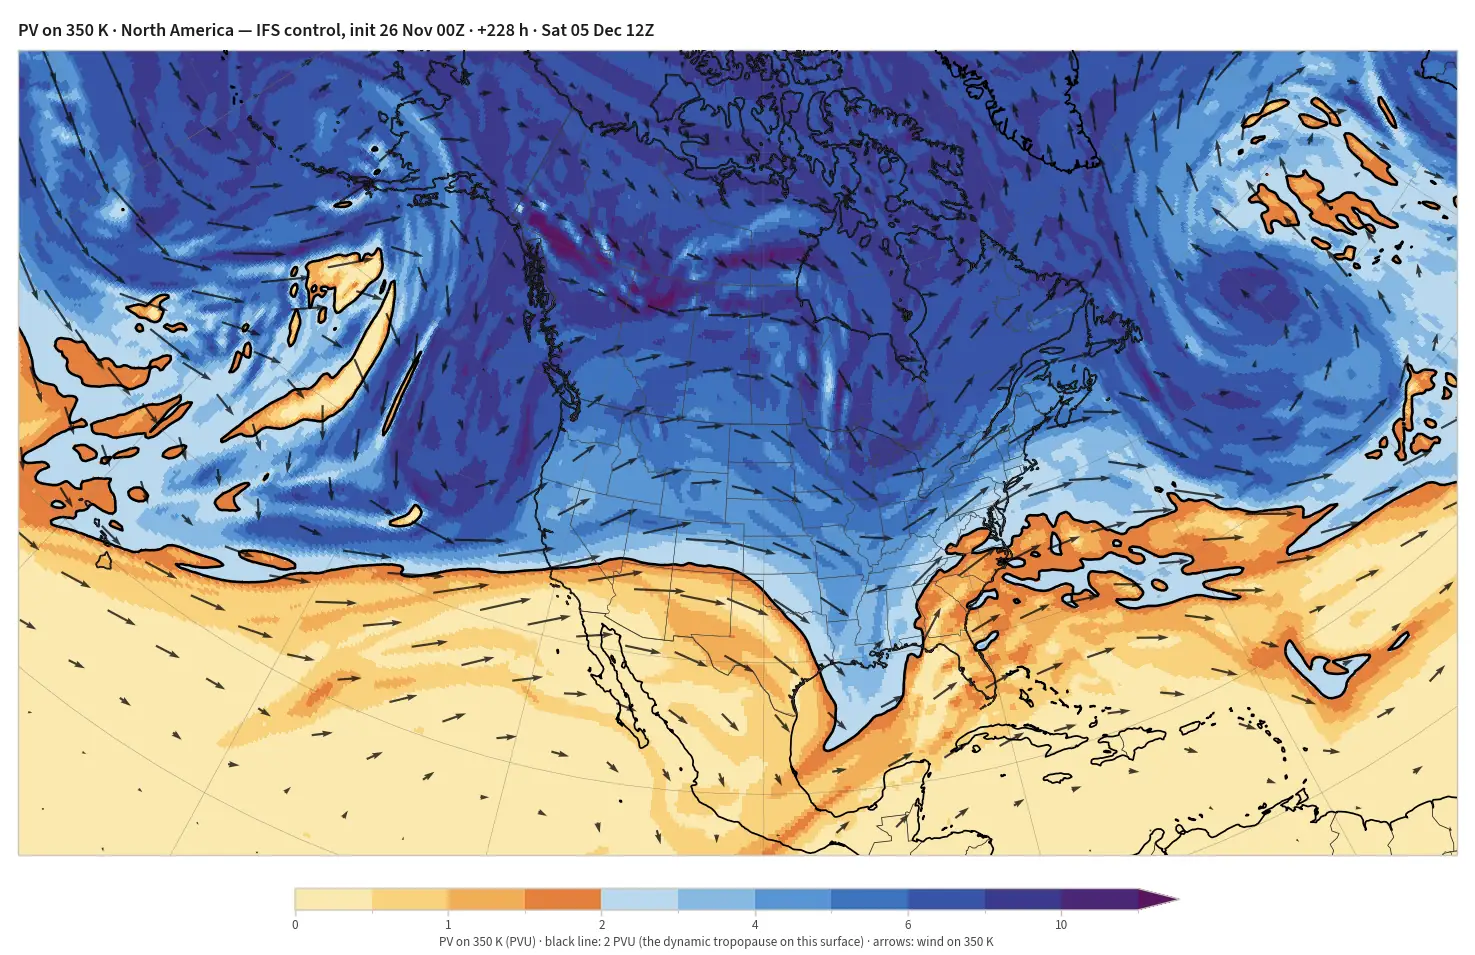 PV on 350 K · North America — IFS control, init 26 Nov 00Z · +228 h · Sat 05 Dec 12Z
0 1 2 4 6 10
PV on 350 K (PVU) · black line: 2 PVU (the dynamic tropopause on this surface) · arrows: wind on 350 K